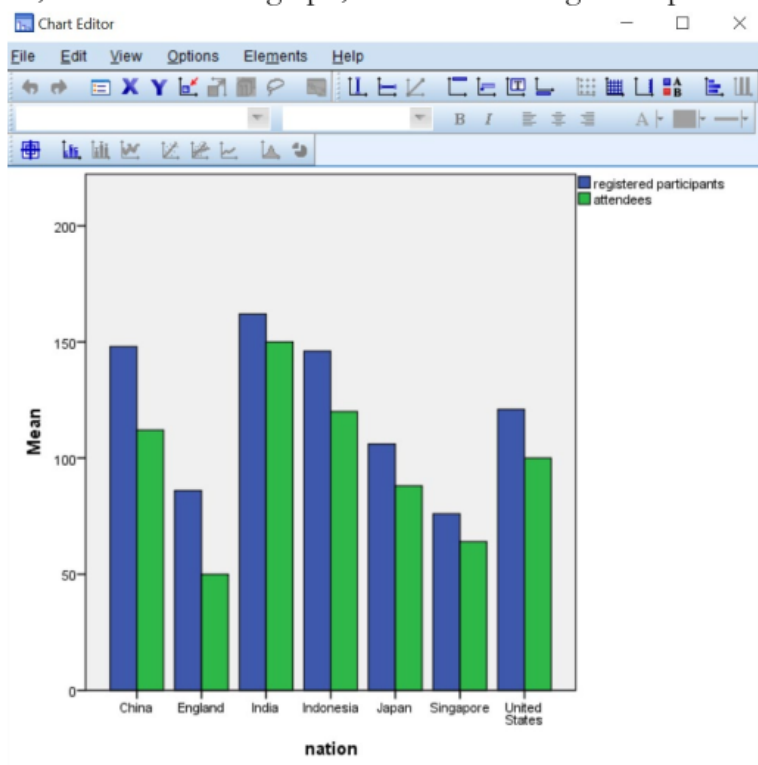 Chart Editor
File Edit View Options Elements Help
X Y
B I A
registered participants
attendees
200
150
100
50
0
Mean
China England India Indonesia Japan Singapore United States
nation